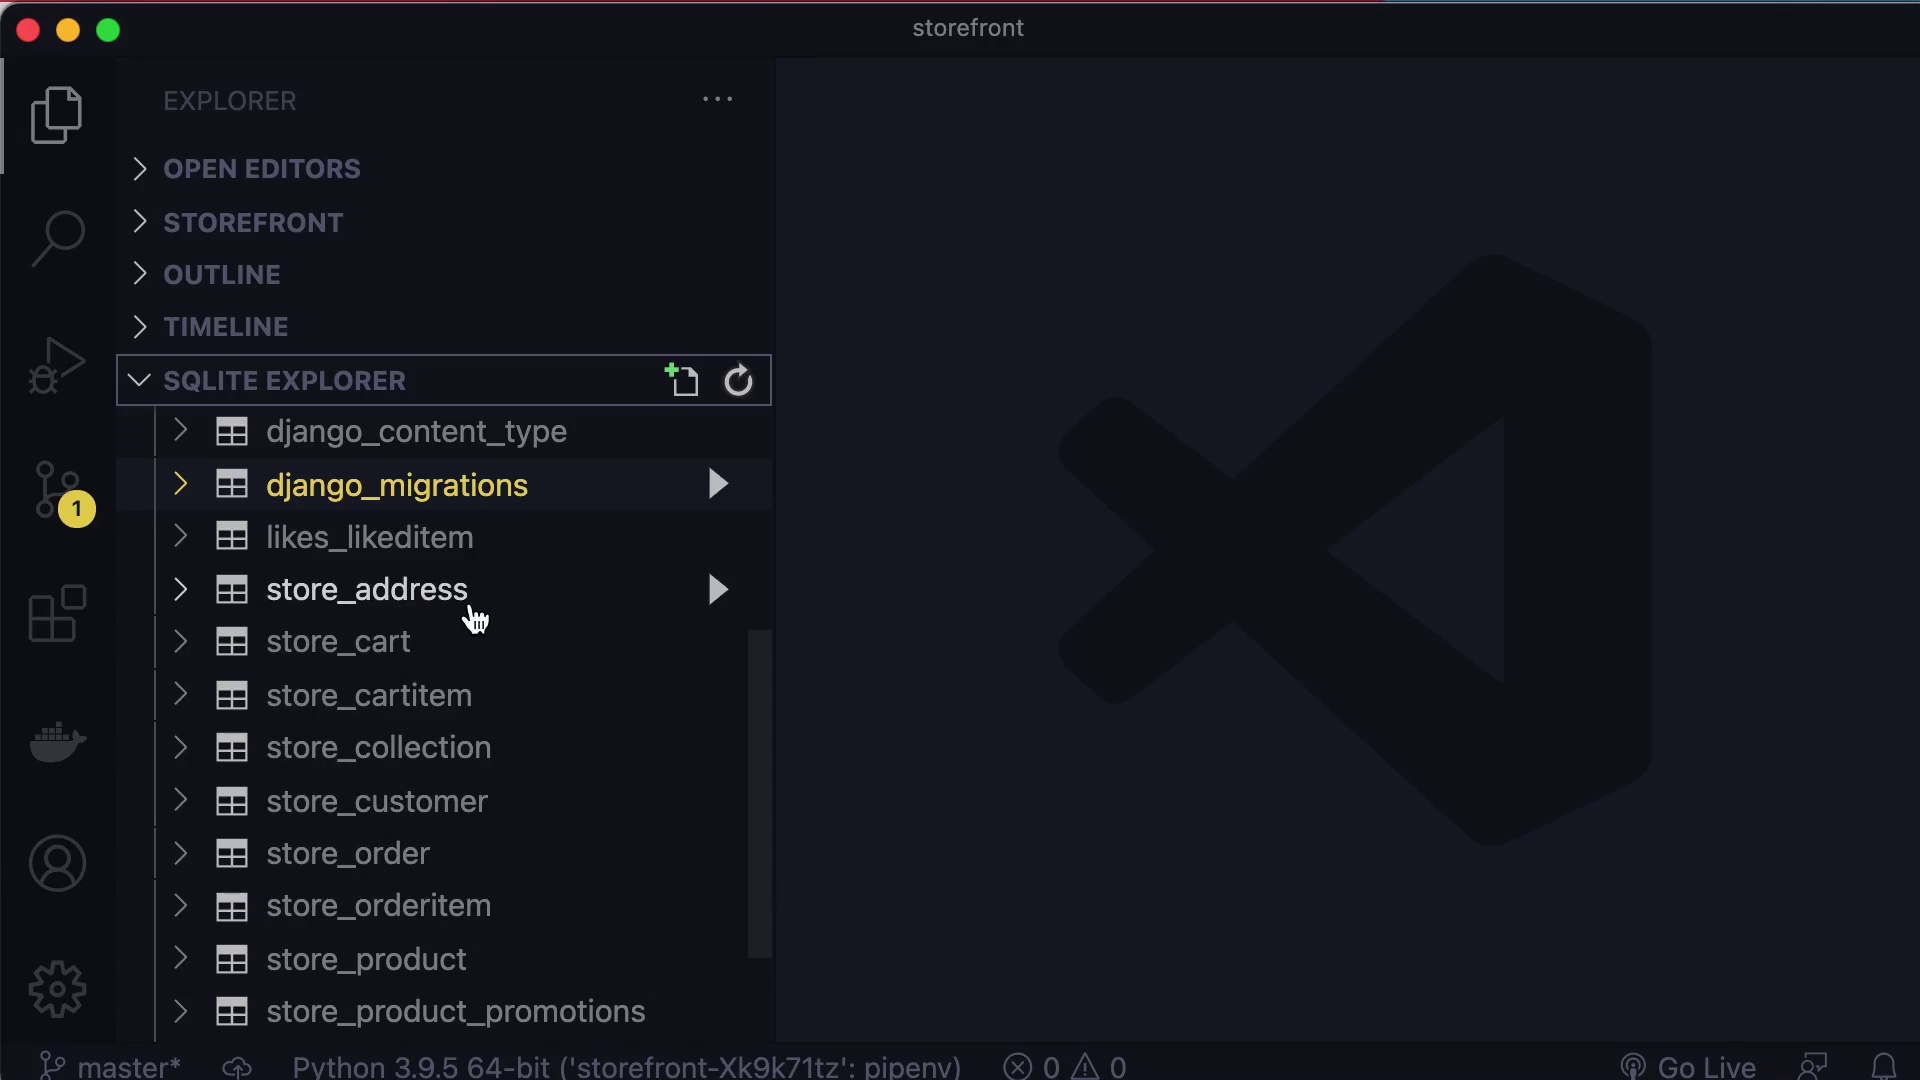 storefront
EXPLORER
OPEN EDITORS
STOREFRONT
OUTLINE
TIMELINE
SQLITE EXPLORER
django_content_type
django_migrations
likes_likeditem
store_address
store_cart
store_cartitem
store_collection
store_customer
store_order
store_orderitem
store_product
store_product_promotions
1
master* Python 3.9.5 64-bit ('storefront-Xk9k71tz': pipenv) 0 0 Go Live